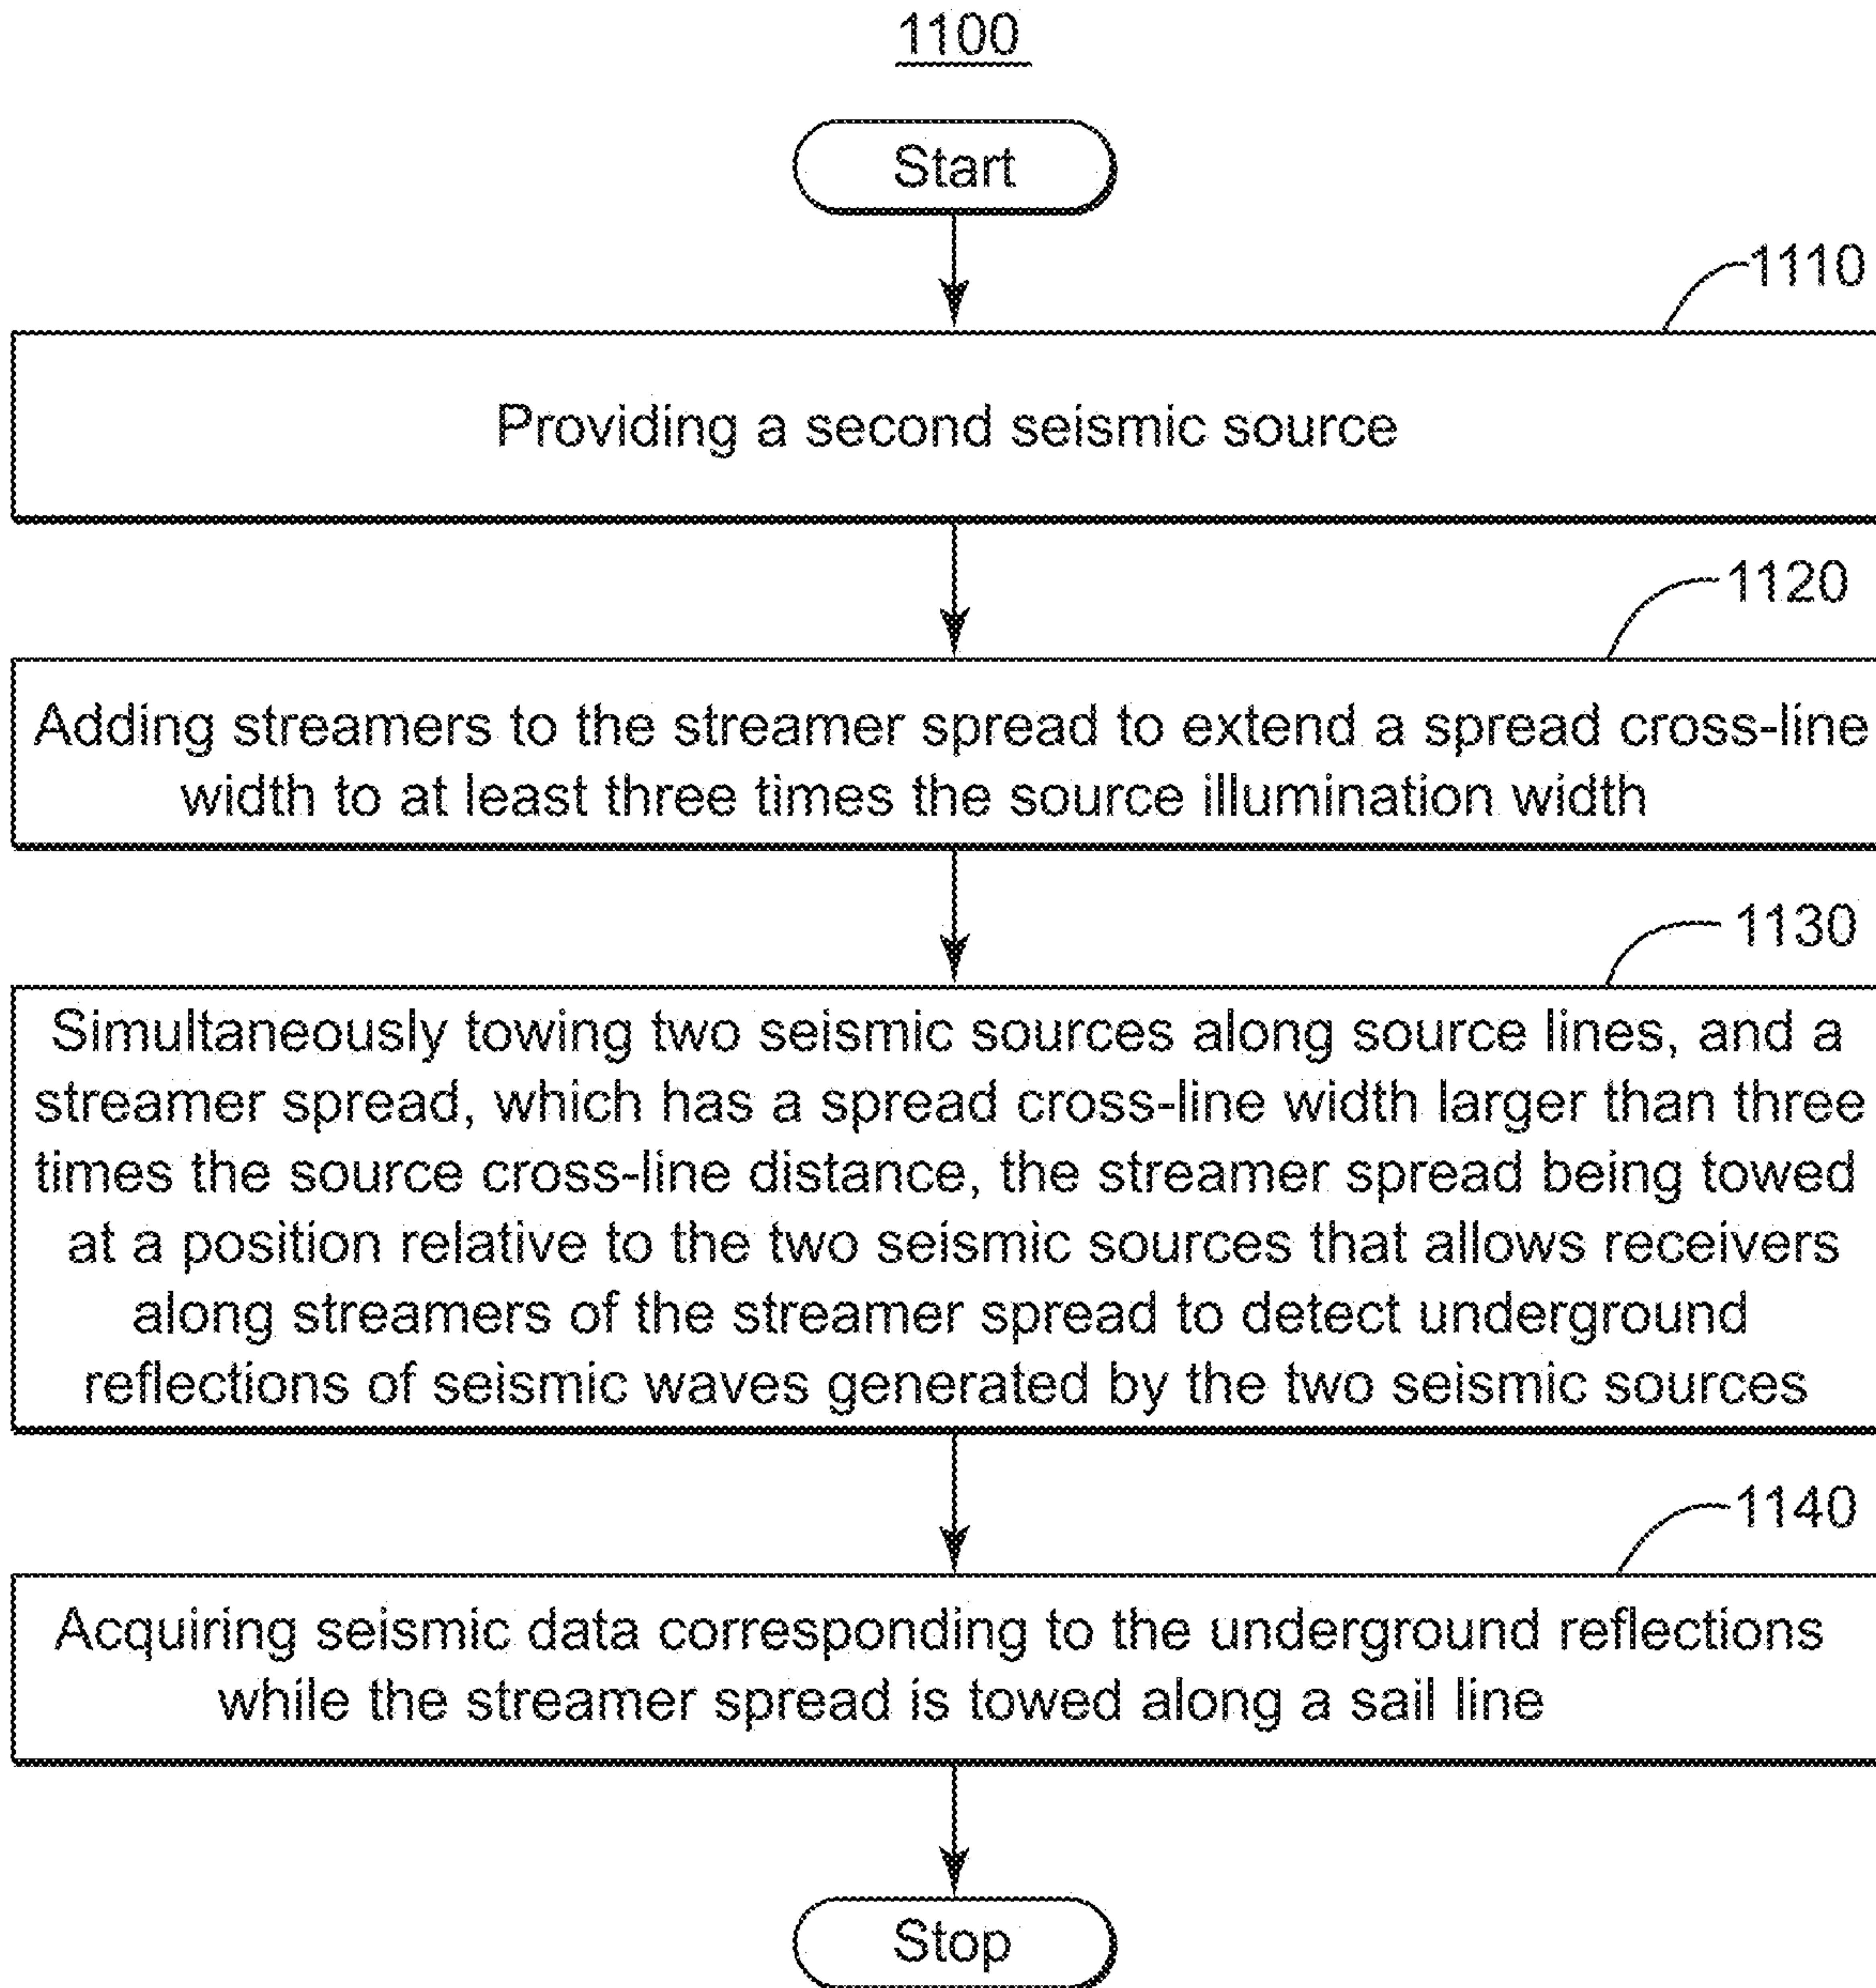 1100
Start
1110
Providing a second seismic source
1120
Adding streamers to the streamer spread to extend a spread cross-line
width to at least three times the source illumination width
1130
Simultaneously towing two seismic sources along source lines, and a
streamer spread, which has a spread cross-line width larger than three
times the source cross-line distance, the streamer spread being towed
at a position relative to the two seismic sources that allows receivers
along streamers of the streamer spread to detect underground
reflections of seismic waves generated by the two seismic sources
1140
Acquiring seismic data corresponding to the underground reflections
while the streamer spread is towed along a sail line
Stop